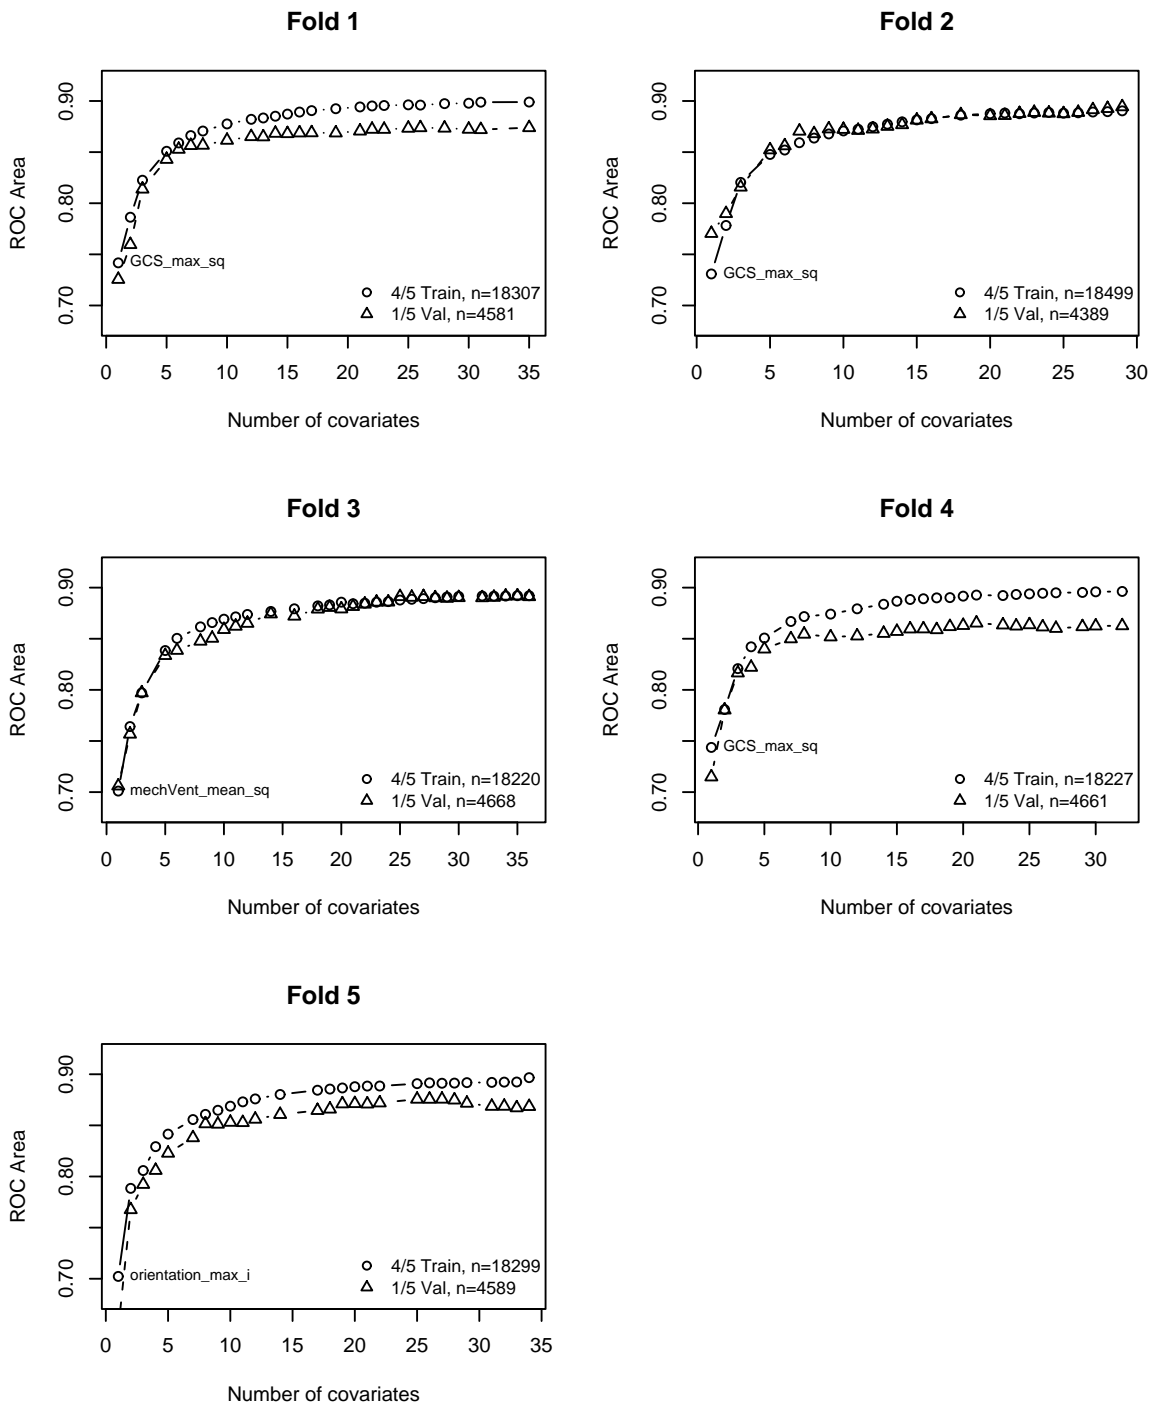 Fold 1
ROC Area
0.90
0.80
0.70
GCS_max_sq
4/5 Train, n=18307
1/5 Val, n=4581
0 5 10 15 20 25 30 35
Number of covariates
Fold 2
ROC Area
0.90
0.80
0.70
GCS_max_sq
4/5 Train, n=18499
1/5 Val, n=4389
0 5 10 15 20 25 30
Number of covariates
Fold 3
ROC Area
0.90
0.80
0.70
mechVent_mean_sq
4/5 Train, n=18220
1/5 Val, n=4668
0 5 10 15 20 25 30 35
Number of covariates
Fold 4
ROC Area
0.90
0.80
0.70
GCS_max_sq
4/5 Train, n=18227
1/5 Val, n=4661
0 5 10 15 20 25 30
Number of covariates
Fold 5
ROC Area
0.90
0.80
0.70
orientation_max_i
4/5 Train, n=18299
1/5 Val, n=4589
0 5 10 15 20 25 30 35
Number of covariates